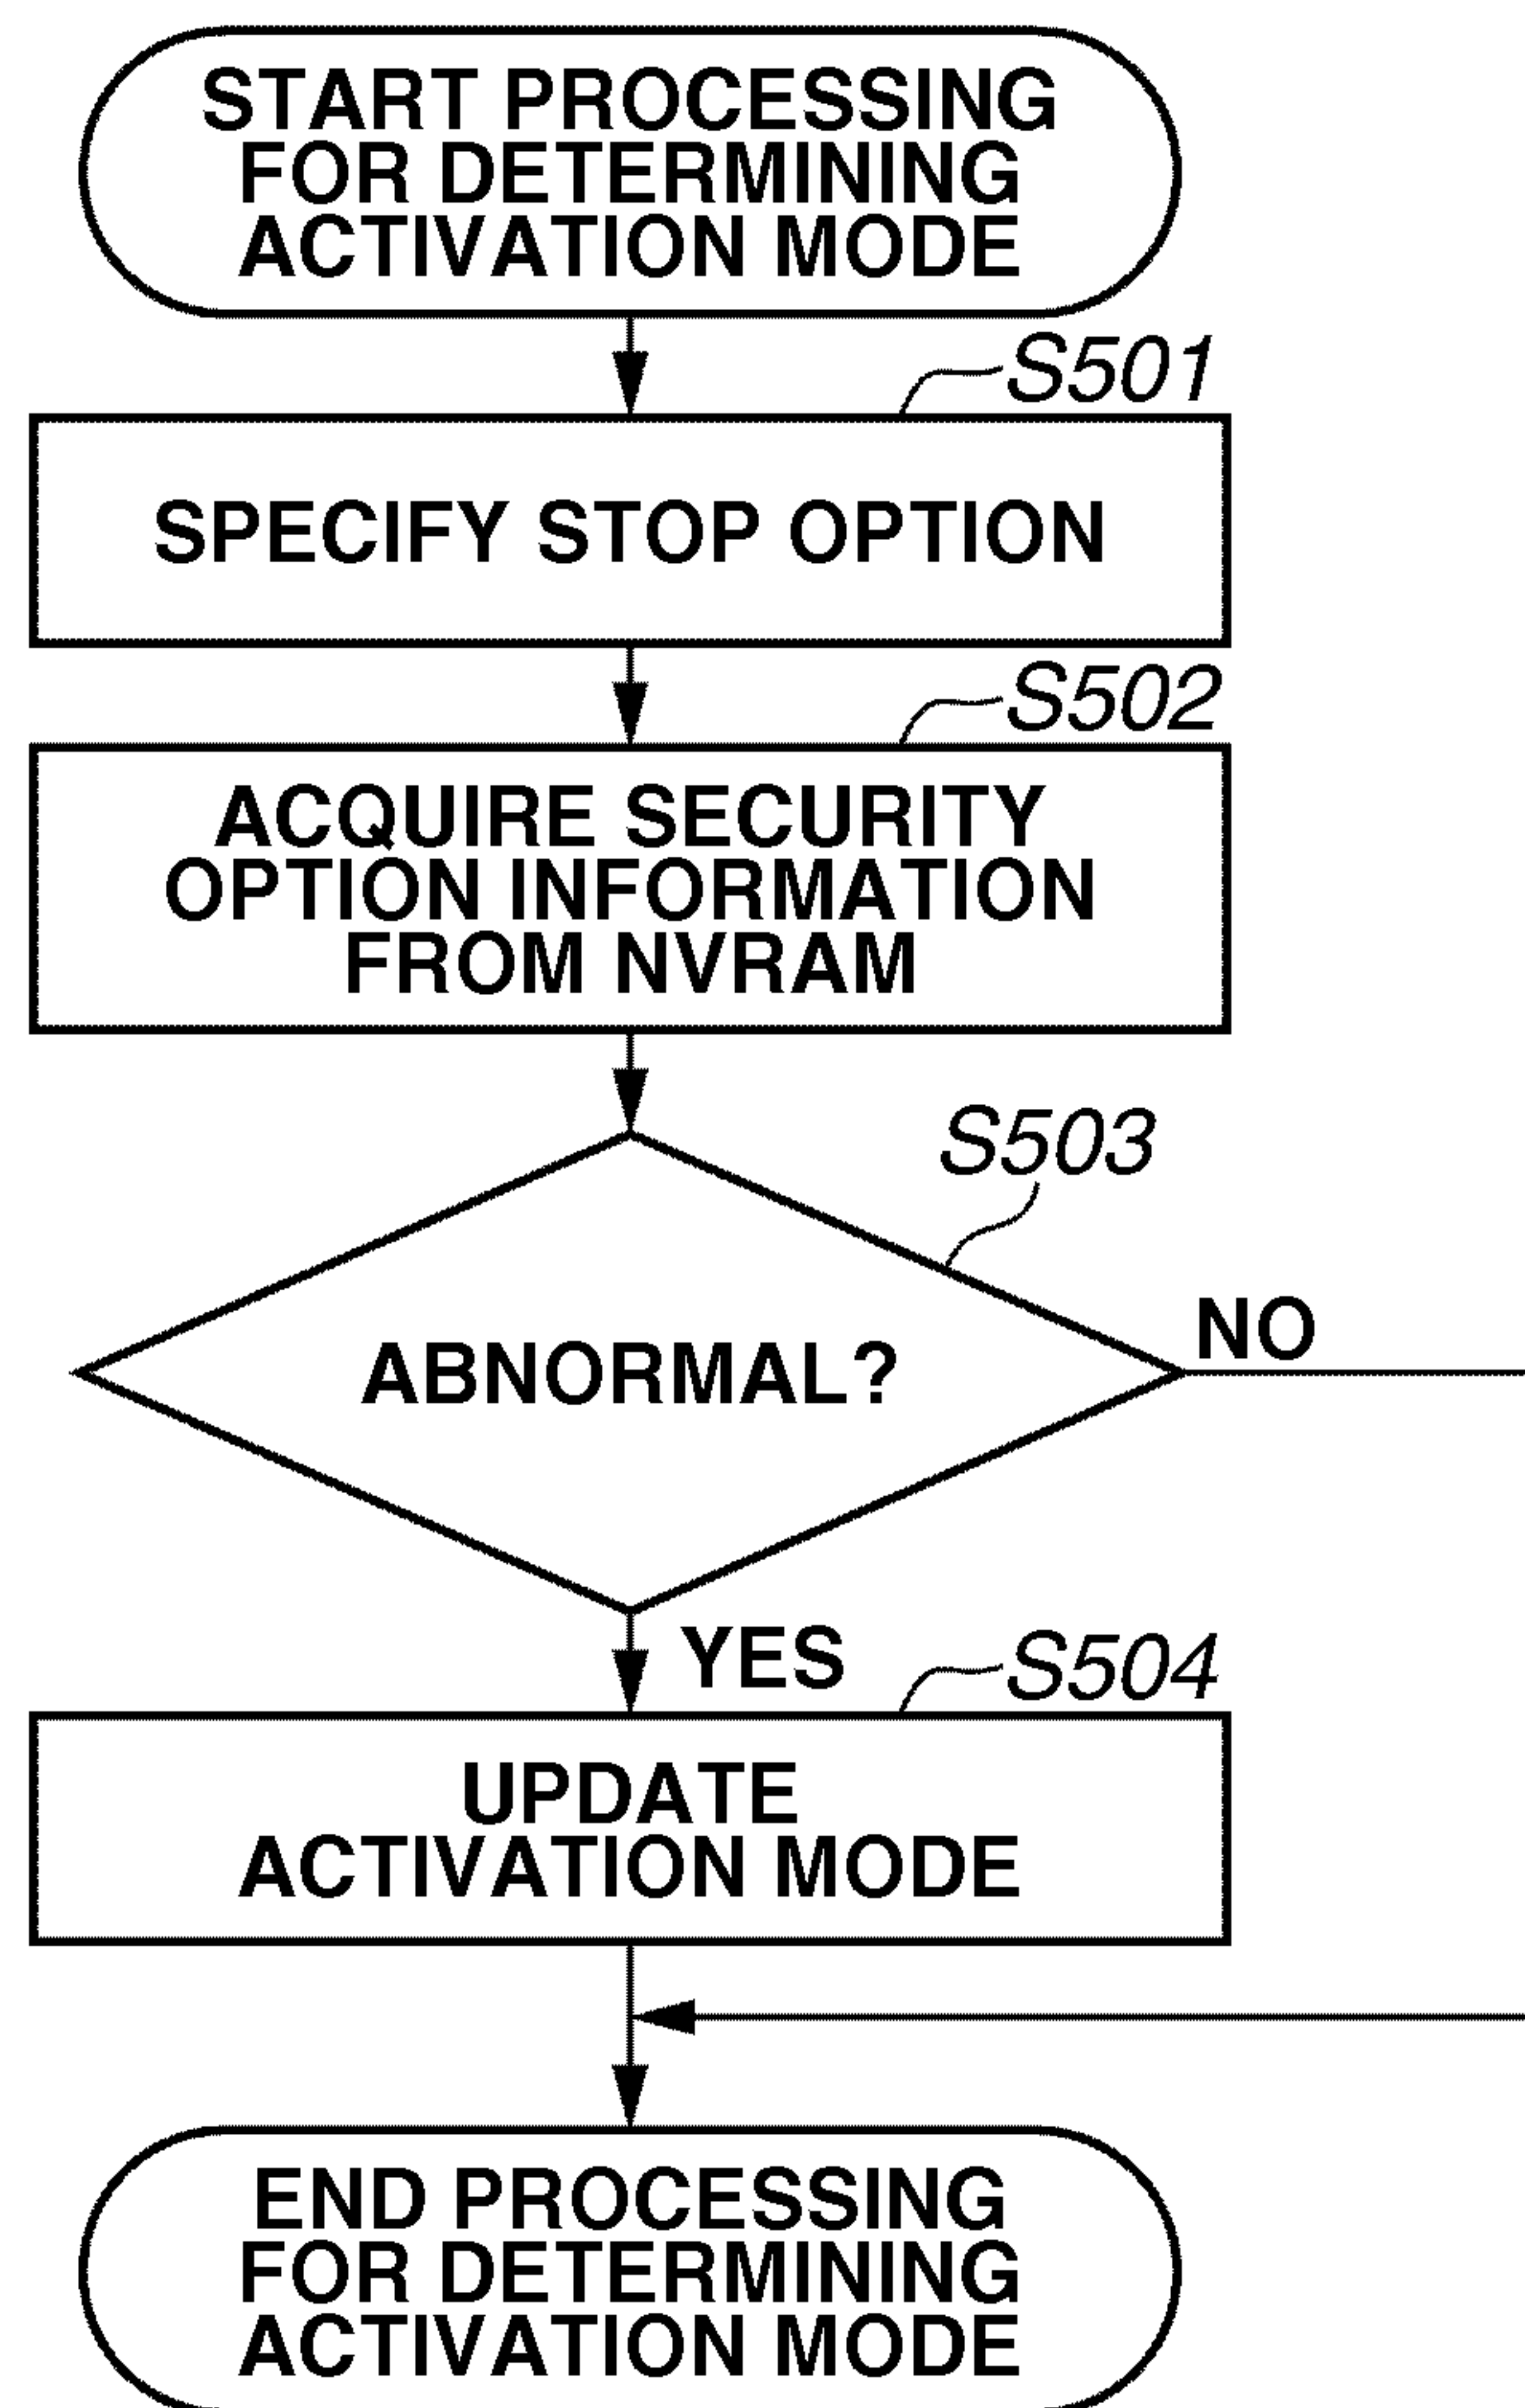 START PROCESSING
FOR DETERMINING
ACTIVATION MODE
S501
SPECIFY STOP OPTION
S502
ACQUIRE SECURITY
OPTION INFORMATION
FROM NVRAM
S503
ABNORMAL?
NO
YES
S504
UPDATE
ACTIVATION MODE
END PROCESSING
FOR DETERMINING
ACTIVATION MODE